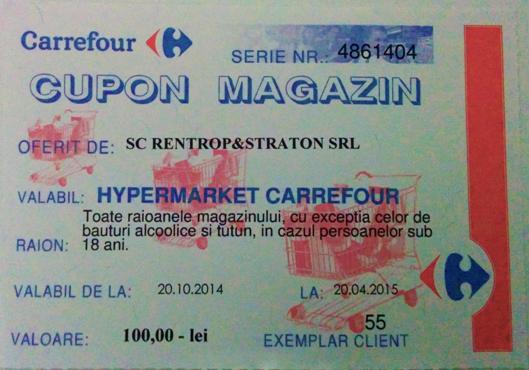 Carrefour
SERIE NR.: 4861404
CUPON MAGAZIN
OFERIT DE: SC RENTROP&STRATON SRL
VALABIL: HYPERMARKET CARREFOUR
Toate raioanele magazinului, cu exceptia celor de
bauturi alcoolice si tutun, in cazul persoanelor sub
RAION: 18 ani.
VALABIL DE LA: 20.10.2014 LA: 20.04.2015
55
VALOARE: 100,00 - lei EXEMPLAR CLIENT